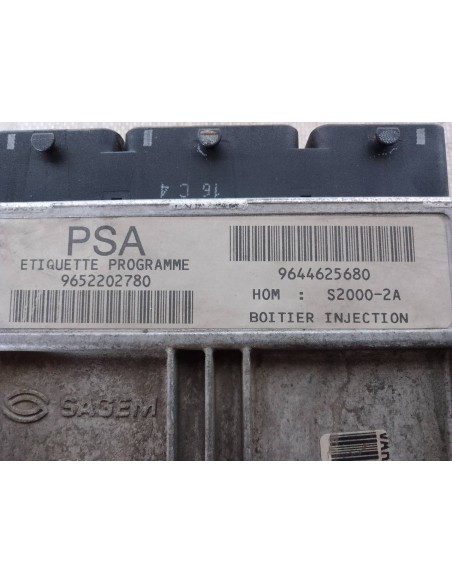 16 C 4
PSA
ETIQUETTE PROGRAMME
9652202780
9644625680
HOM : S2000-2A
BOITIER INJECTION
SAGEM